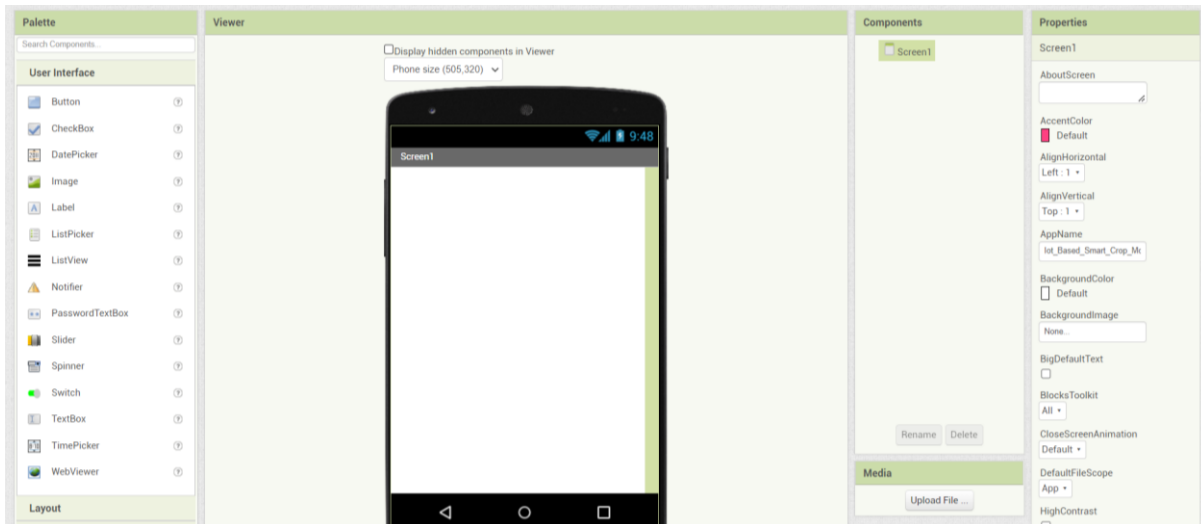 Palette
Search Components...
User Interface
Button
CheckBox
DatePicker
Image
Label
ListPicker
ListView
Notifier
PasswordTextBox
Slider
Spinner
Switch
TextBox
TimePicker
WebViewer
Layout
Viewer
Display hidden components in Viewer
Phone size (505,320)
9:48
Screen1
Components
Screen1
Rename Delete
Media
Upload File ...
Properties
Screen1
AboutScreen
AccentColor
Default
AlignHorizontal
Left : 1
AlignVertical
Top : 1
AppName
Iot_Based_Smart_Crop_Mo
BackgroundColor
Default
BackgroundImage
None...
BigDefaultText
BlocksToolkit
All
CloseScreenAnimation
Default
DefaultFileScope
App
HighContrast